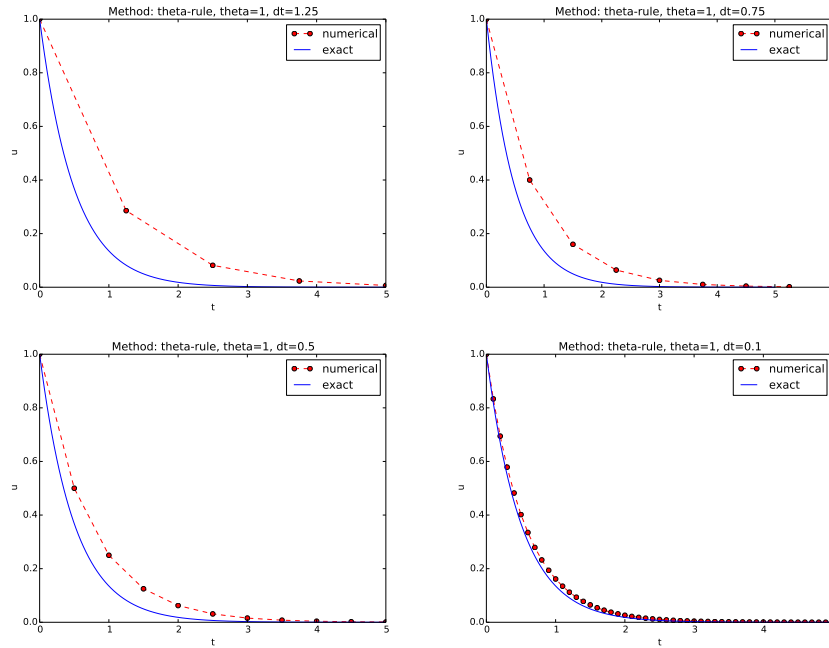 Method: theta-rule, theta=1, dt=1.25
numerical
exact
1.0
0.8
0.6
0.4
0.2
0.0
u
0 1 2 3 4 5
t
Method: theta-rule, theta=1, dt=0.75
numerical
exact
1.0
0.8
0.6
0.4
0.2
0.0
u
0 1 2 3 4 5
t
Method: theta-rule, theta=1, dt=0.5
numerical
exact
1.0
0.8
0.6
0.4
0.2
0.0
u
0 1 2 3 4 5
t
Method: theta-rule, theta=1, dt=0.1
numerical
exact
1.0
0.8
0.6
0.4
0.2
0.0
u
0 1 2 3 4
t